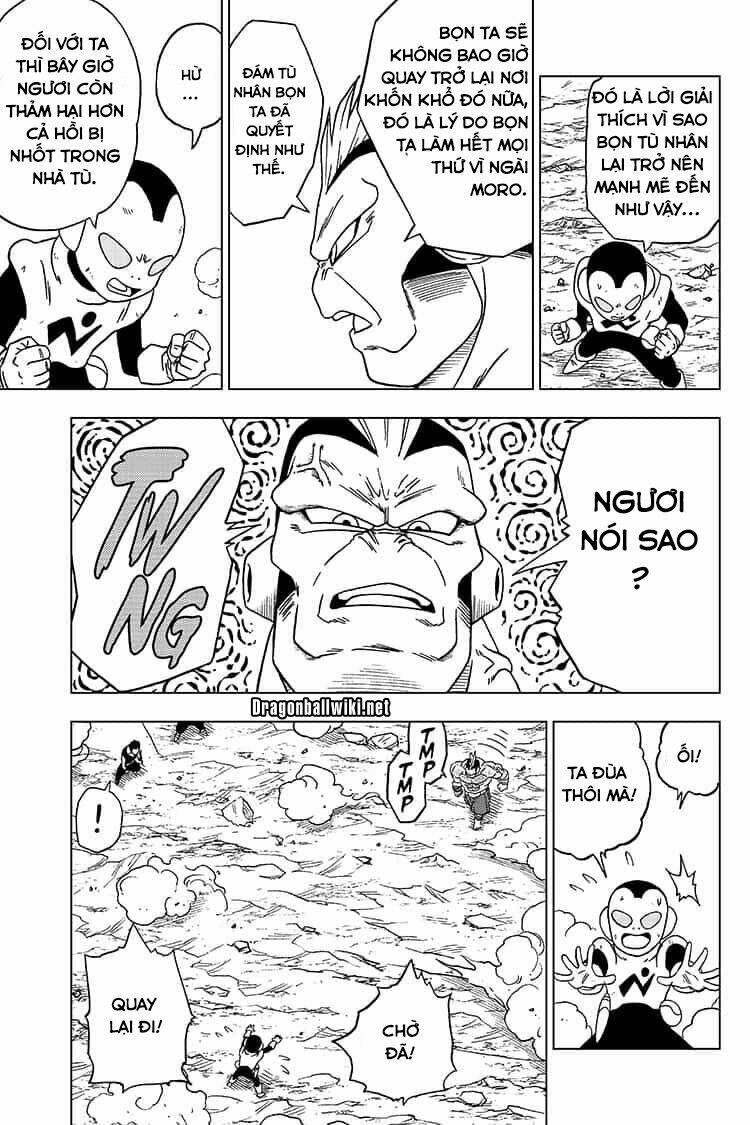 ĐÓ LÀ LỜI GIẢI
THÍCH VÌ SAO
BỌN TÙ NHÂN
LẠI TRỞ NÊN
MẠNH MẼ ĐẾN
NHƯ VẬY...
BỌN TA SẼ
KHÔNG BAO GIỜ
QUAY TRỞ LẠI NƠI
KHỐN KHỔ ĐÓ NỮA,
ĐÓ LÀ LÝ DO BỌN
TA LÀM HẾT MỌI
THỨ VÌ NGÀI
MORO.
ĐÁM TÙ
NHÂN BỌN
TA ĐÃ
QUYẾT
ĐỊNH NHƯ
THẾ.
HỪ
...
ĐỐI VỚI TA
THÌ BÂY GIỜ
NGƯƠI CÒN
THẢM HẠI HƠN
CẢ HỒI BỊ
NHỐT TRONG
NHÀ TÙ.
NGƯƠI
NÓI SAO
?
TWNG
Dragonballwiki.net
ỐI!
TA ĐÙA
THÔI MÀ!
TMP
TMP
!
CHỜ
ĐÃ!
QUAY
LẠI ĐI!